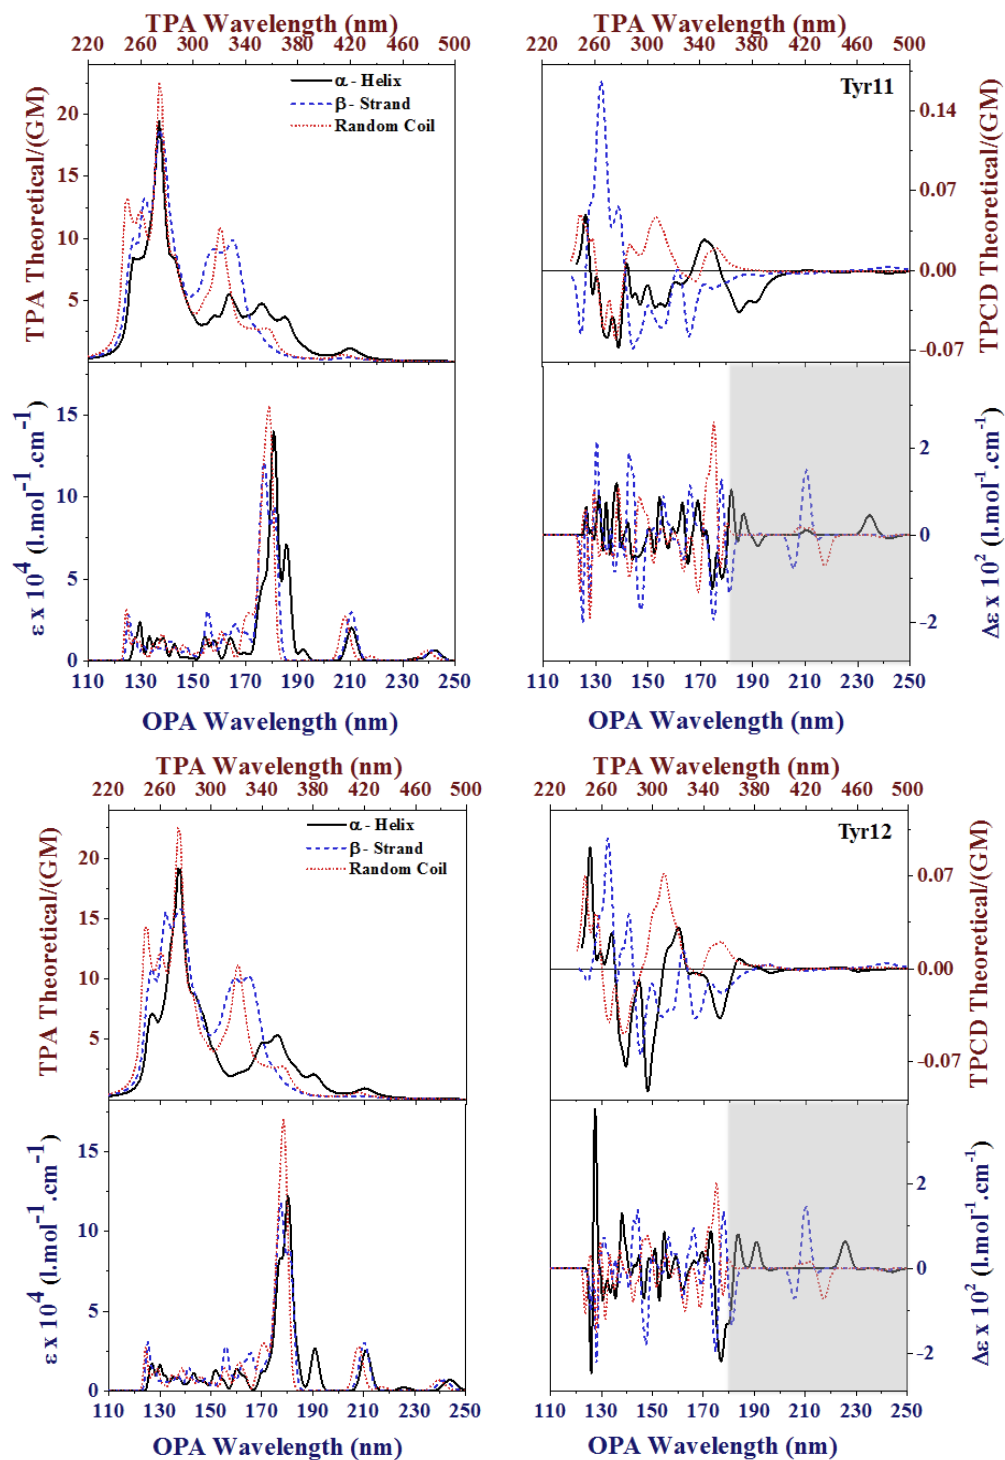 TPA Wavelength (nm)
220 260 300 340 380 420 460 500
TPA Theoretical/(GM)
20
15
10
5
α - Helix
β - Strand
Random Coil
ε x 10⁴ (l.mol⁻¹.cm⁻¹)
15
10
5
0
110 130 150 170 190 210 230 250
OPA Wavelength (nm)
TPA Wavelength (nm)
220 260 300 340 380 420 460 500
Tyr11
0.14
0.07
0.00
-0.07
TPCD Theoretical/(GM)
2
0
-2
Δε x 10² (l.mol⁻¹.cm⁻¹)
110 130 150 170 190 210 230 250
OPA Wavelength (nm)
TPA Wavelength (nm)
220 260 300 340 380 420 460 500
TPA Theoretical/(GM)
20
15
10
5
α - Helix
β - Strand
Random Coil
ε x 10⁴ (l.mol⁻¹.cm⁻¹)
15
10
5
0
110 130 150 170 190 210 230 250
OPA Wavelength (nm)
TPA Wavelength (nm)
220 260 300 340 380 420 460 500
Tyr12
0.07
0.00
-0.07
TPCD Theoretical/(GM)
2
0
-2
Δε x 10² (l.mol⁻¹.cm⁻¹)
110 130 150 170 190 210 230 250
OPA Wavelength (nm)